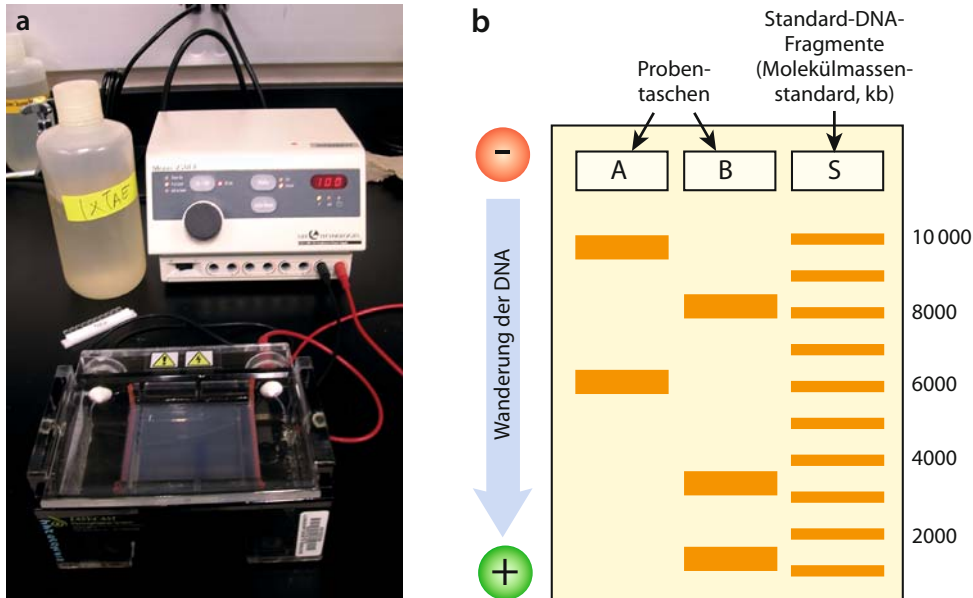 a
1xTAE
100
b
Standard-DNA-
Fragmente
(Molekülmassen-
standard, kb)
Proben-
taschen
-
A
B
S
Wanderung der DNA
10 000
8000
6000
4000
2000
+